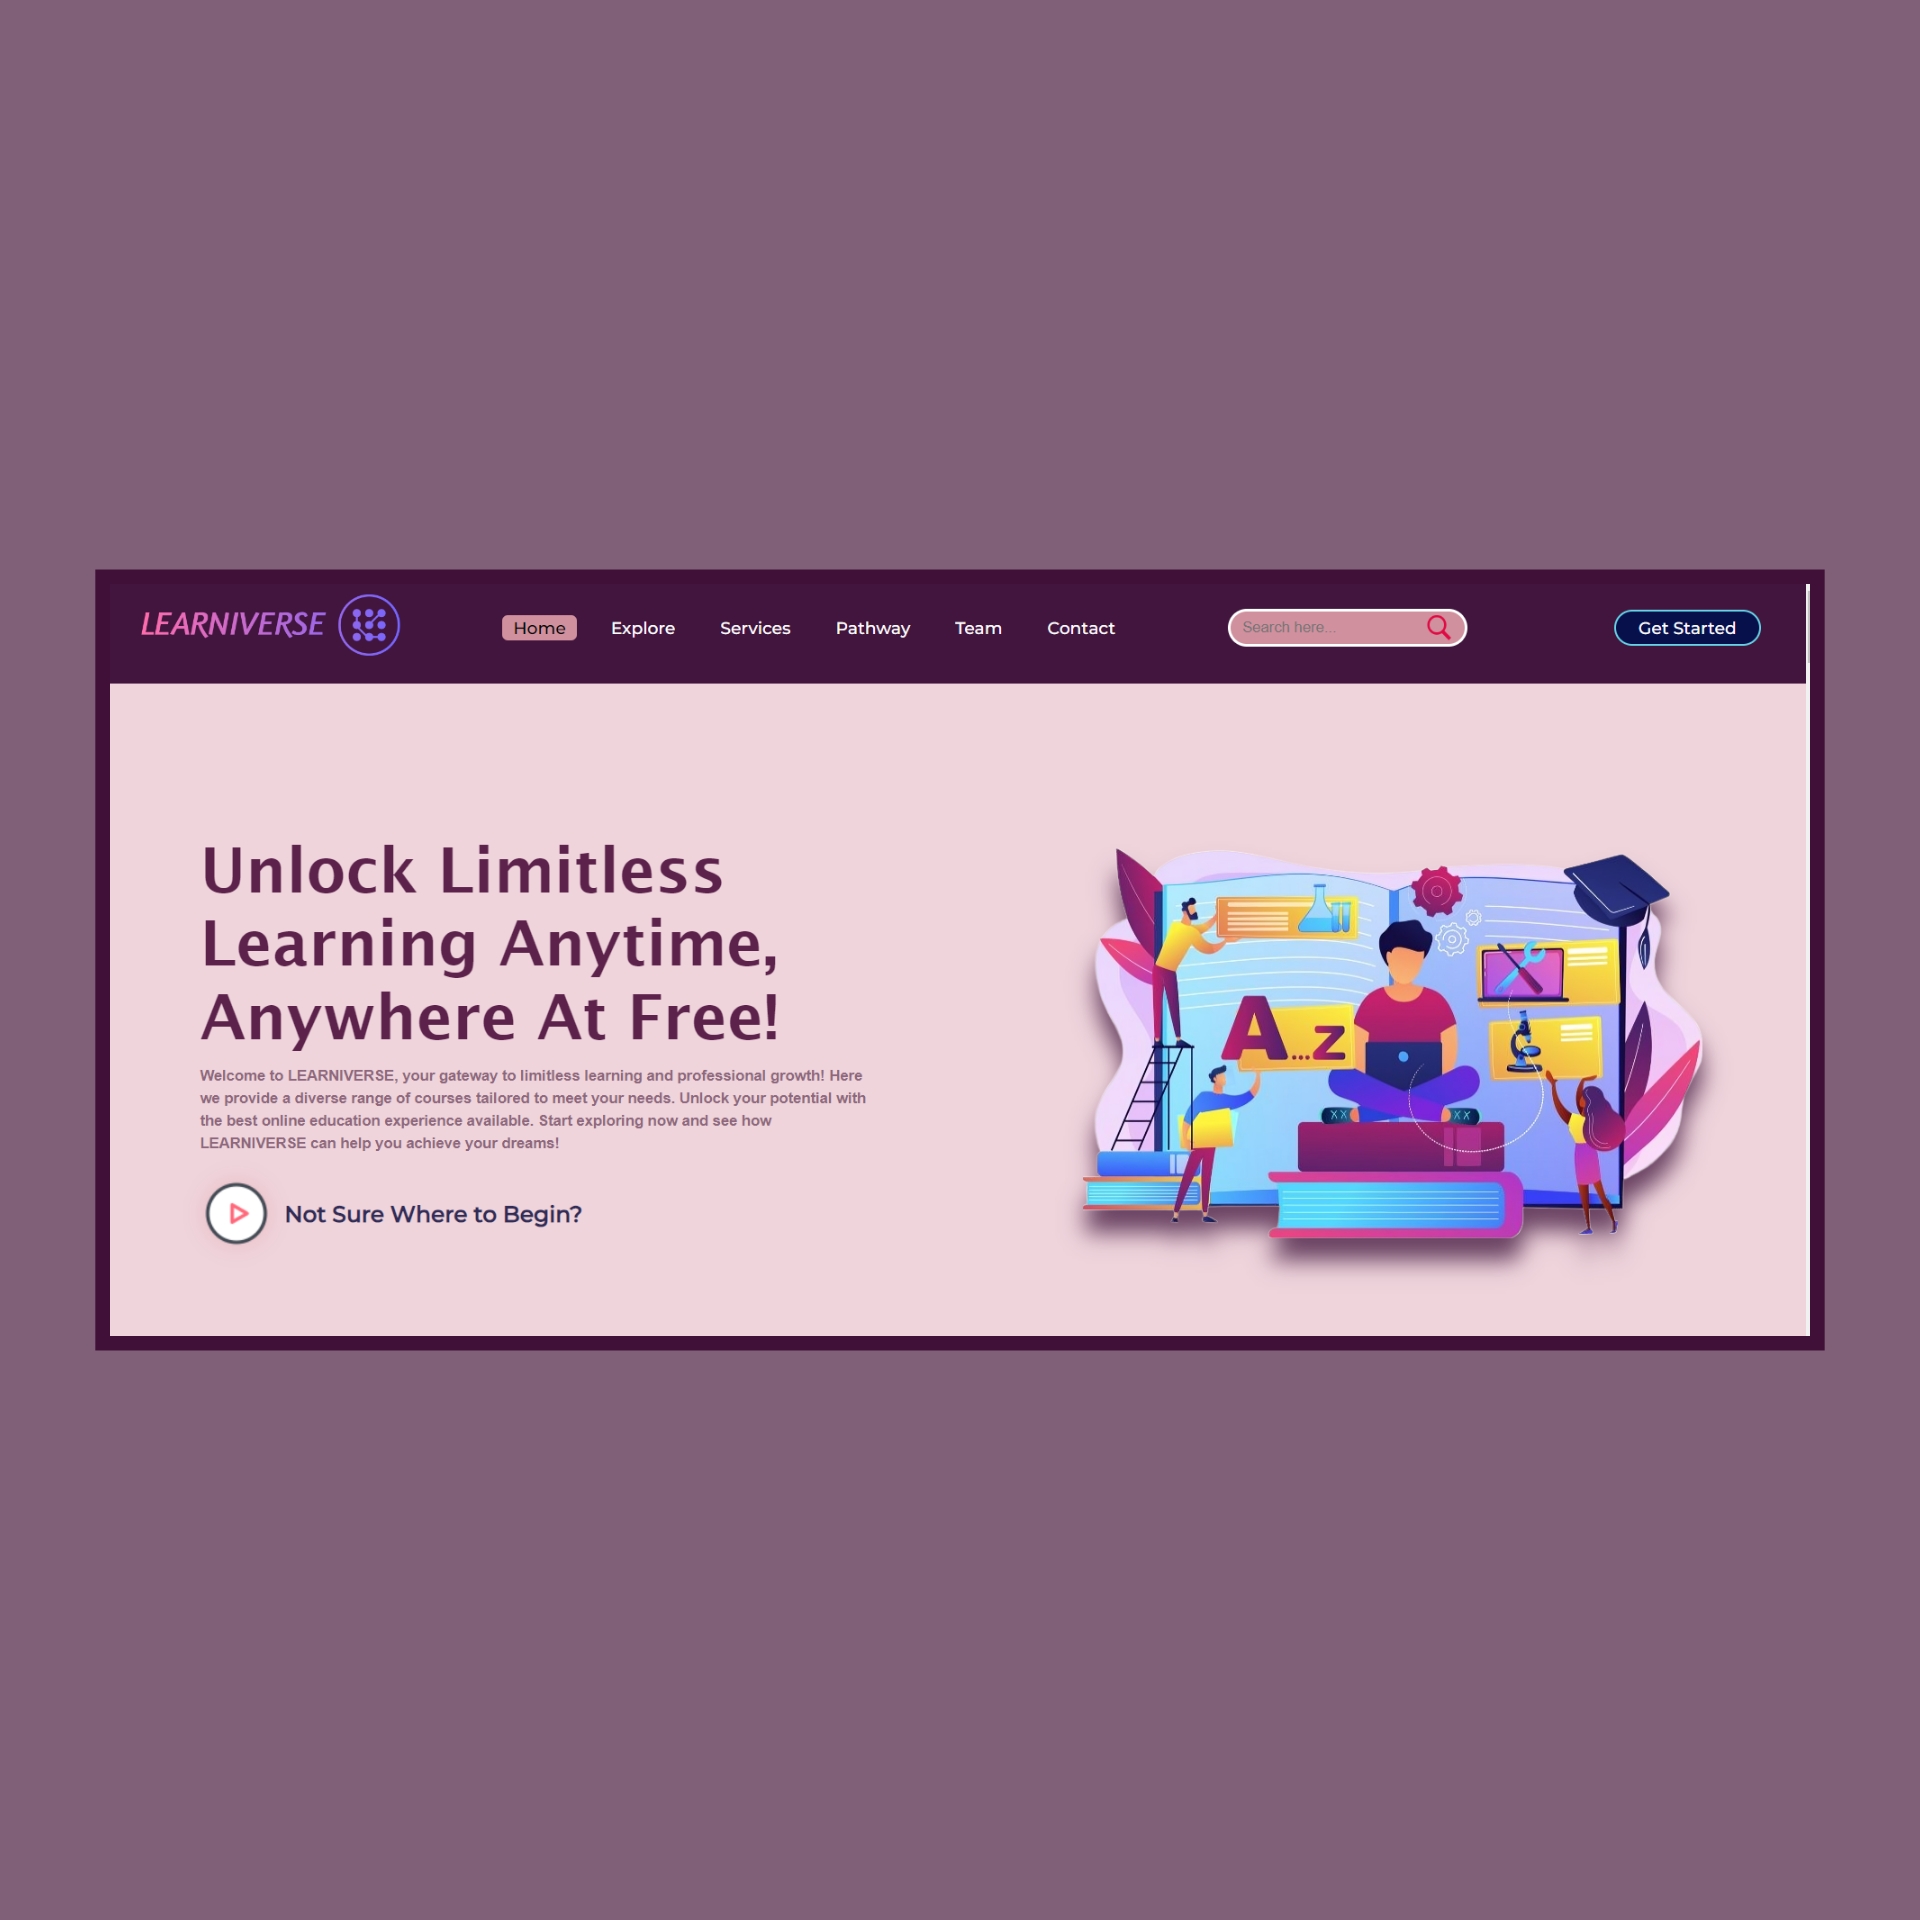 LEARNIVERSE
Home Explore Services Pathway Team Contact
Search here...
Get Started
Unlock Limitless
Learning Anytime,
Anywhere At Free!
Welcome to LEARNIVERSE, your gateway to limitless learning and professional growth! Here
we provide a diverse range of courses tailored to meet your needs. Unlock your potential with
the best online education experience available. Start exploring now and see how
LEARNIVERSE can help you achieve your dreams!
Not Sure Where to Begin?
A...z